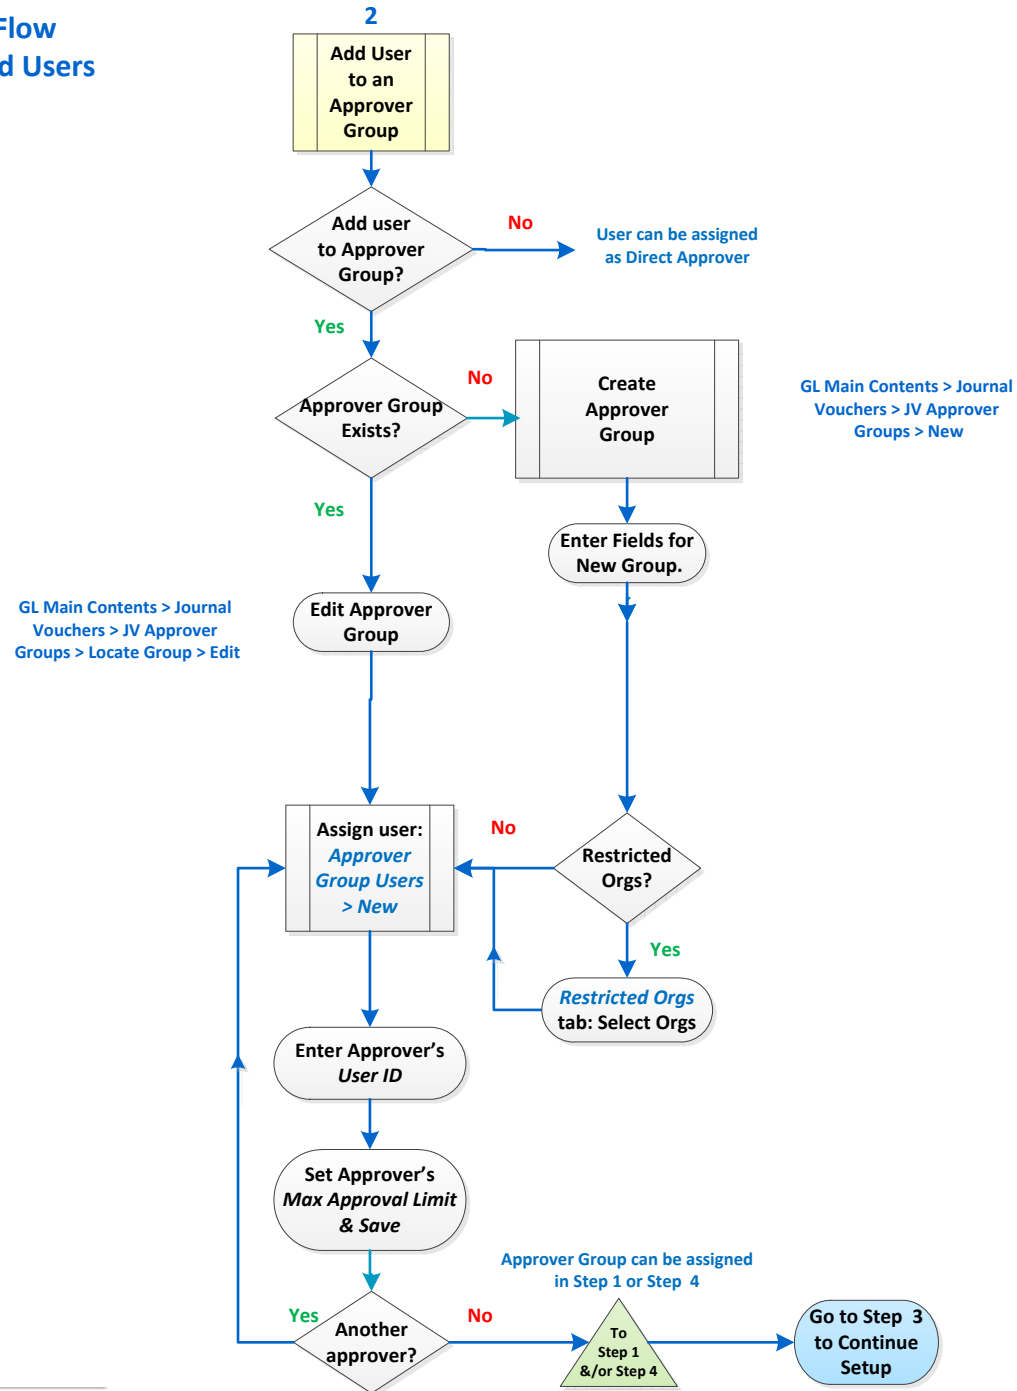 Flow
d Users
2
Add User
to an
Approver
Group
Add user
to Approver
Group?
No
User can be assigned
as Direct Approver
Yes
Approver Group
Exists?
No
Create
Approver
Group
GL Main Contents > Journal
Vouchers > JV Approver
Groups > New
Yes
Enter Fields for
New Group.
GL Main Contents > Journal
Vouchers > JV Approver
Groups > Locate Group > Edit
Edit Approver
Group
Assign user:
Approver
Group Users
> New
No
Restricted
Orgs?
Yes
Restricted Orgs
tab: Select Orgs
Enter Approver’s
User ID
Set Approver’s
Max Approval Limit
& Save
Approver Group can be assigned
in Step 1 or Step  4
Yes
Another
approver?
No
To
Step 1
&/or Step 4
Go to Step  3
to Continue
Setup